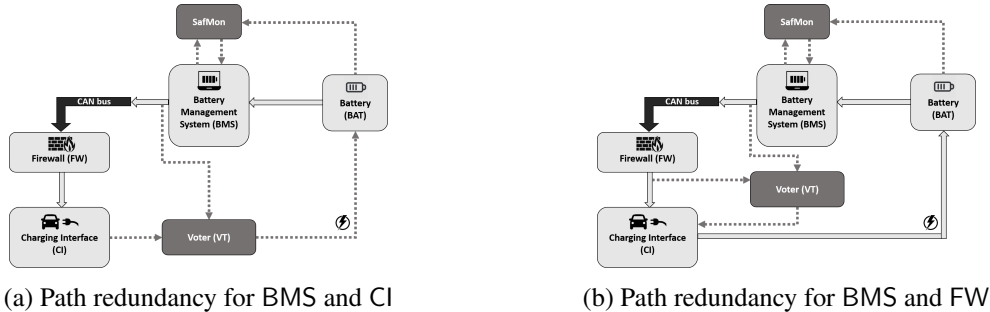 SafMon
Battery
Management
System (BMS)
Battery
(BAT)
CAN bus
Firewall (FW)
Charging Interface
(CI)
Voter (VT)
(a) Path redundancy for BMS and CI
SafMon
Battery
Management
System (BMS)
Battery
(BAT)
CAN bus
Firewall (FW)
Voter (VT)
Charging Interface
(CI)
(b) Path redundancy for BMS and FW